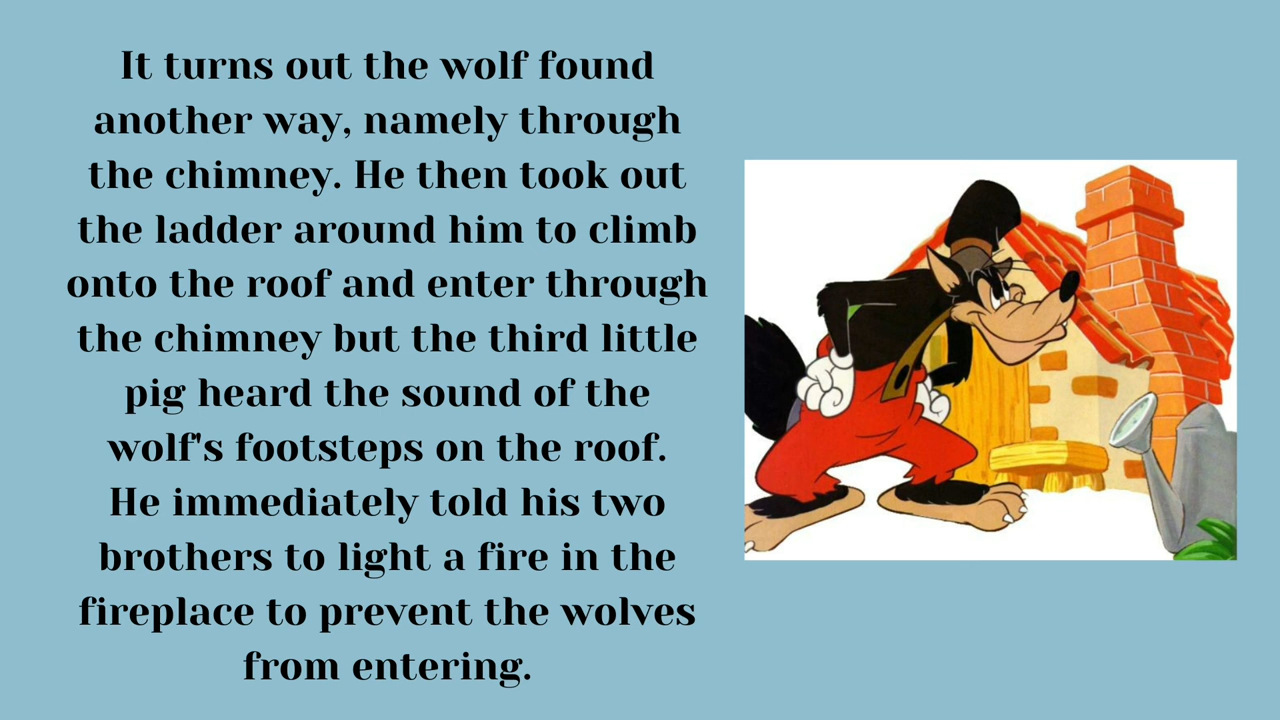 It turns out the wolf found
another way, namely through
the chimney. He then took out
the ladder around him to climb
onto the roof and enter through
the chimney but the third little
pig heard the sound of the
wolf's footsteps on the roof.
He immediately told his two
brothers to light a fire in the
fireplace to prevent the wolves
from entering.